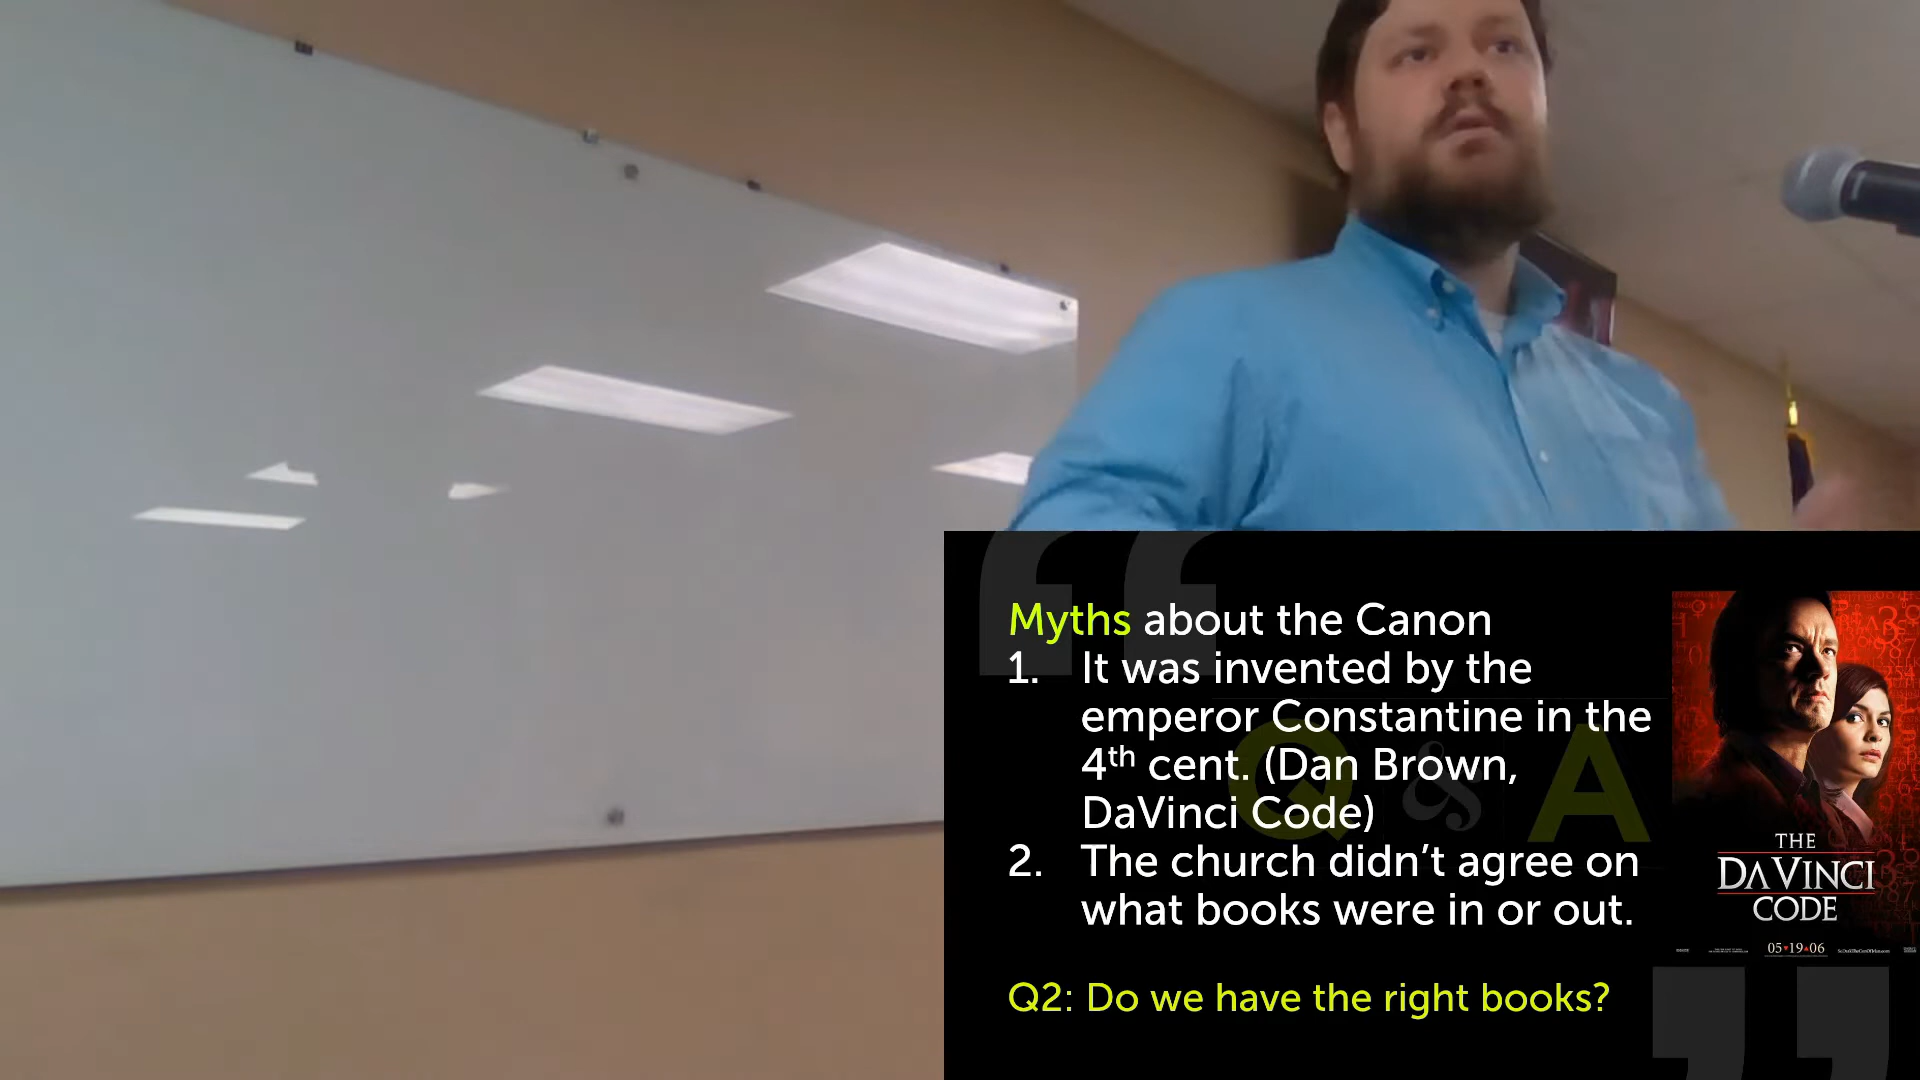 Myths about the Canon
1. It was invented by the
emperor Constantine in the
4th cent. (Dan Brown,
DaVinci Code)
2. The church didn't agree on
what books were in or out.
Q2: Do we have the right books?
Q & A
THE
DAVINCI
CODE
05•19•06